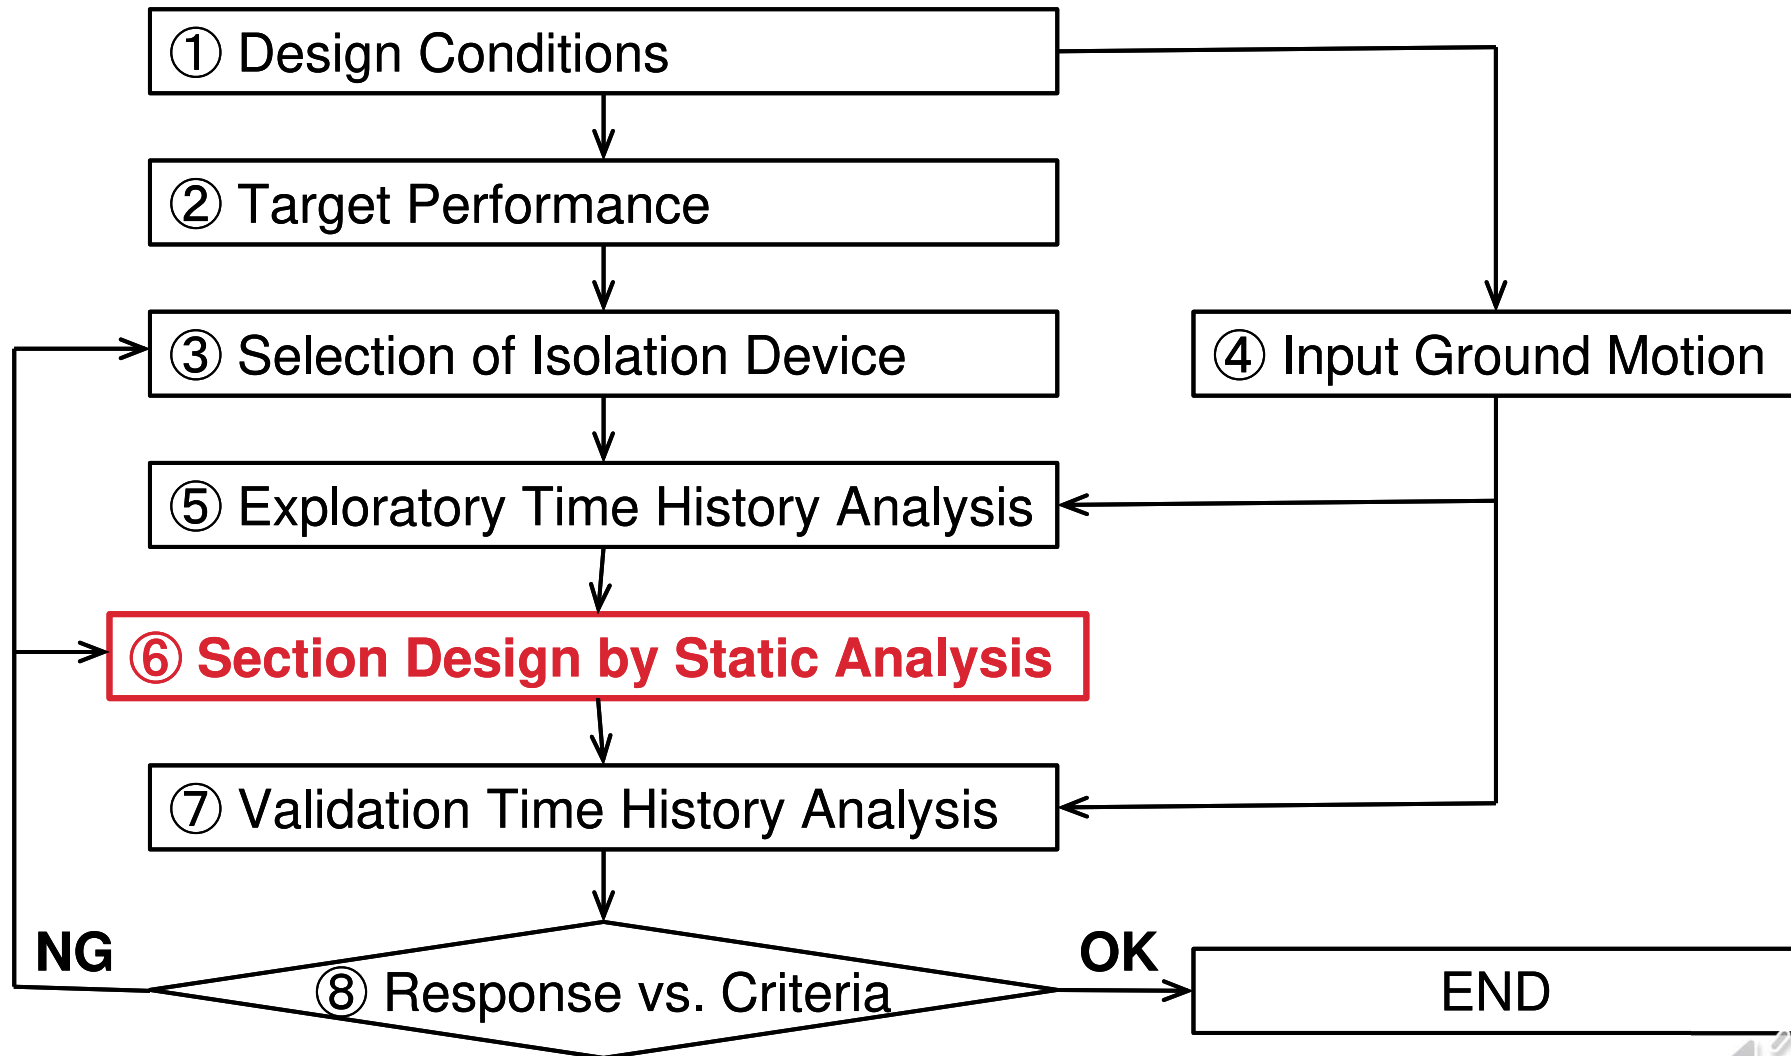 ① Design Conditions
② Target Performance
③ Selection of Isolation Device
④ Input Ground Motion
⑤ Exploratory Time History Analysis
⑥ Section Design by Static Analysis
⑦ Validation Time History Analysis
NG
OK
⑧ Response vs. Criteria
END